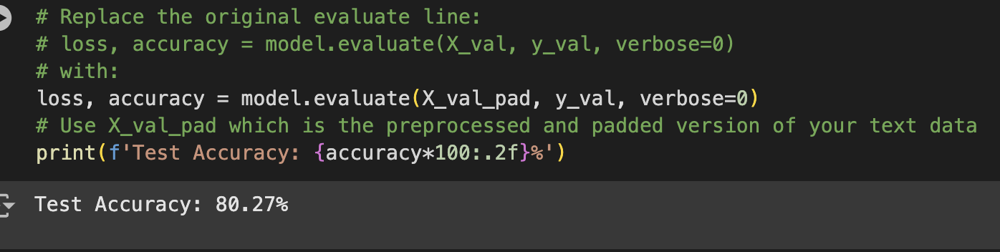 # Replace the original evaluate line:
# loss, accuracy = model.evaluate(X_val, y_val, verbose=0)
# with:
loss, accuracy = model.evaluate(X_val_pad, y_val, verbose=0)
# Use X_val_pad which is the preprocessed and padded version of your text data
print(f'Test Accuracy: {accuracy*100:.2f}%')
Test Accuracy: 80.27%